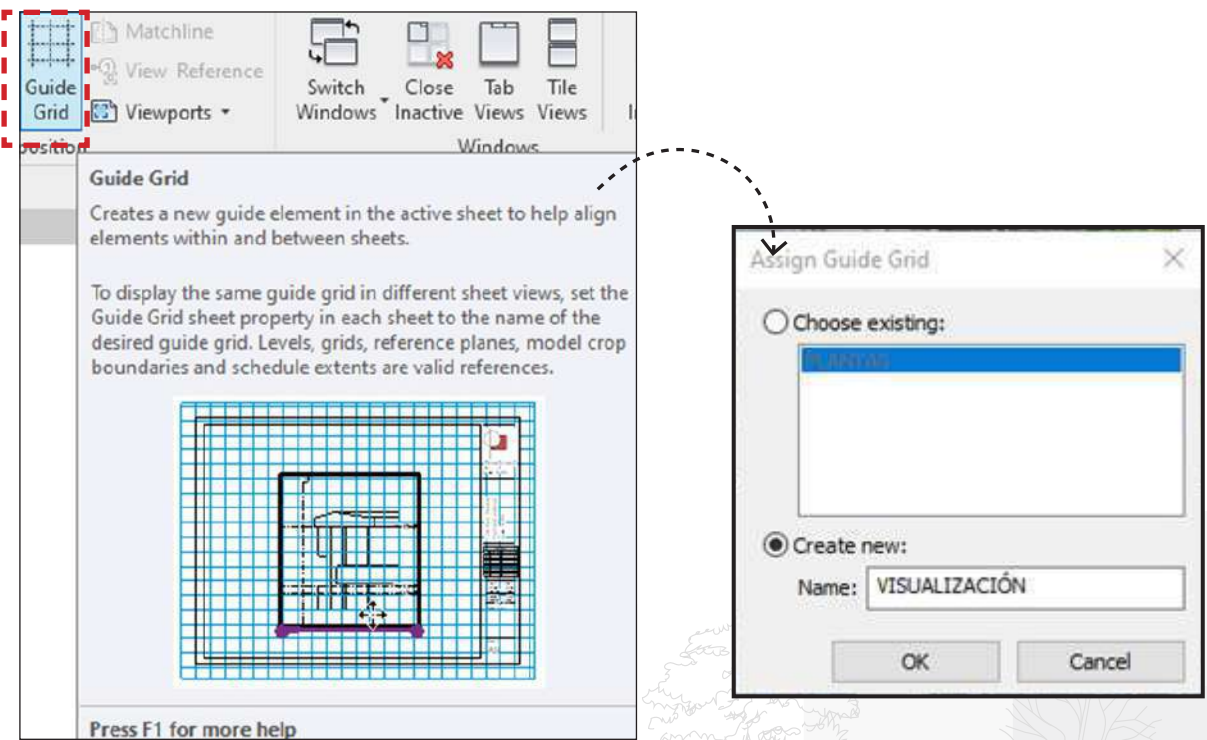 Guide
Grid
Matchline
View Reference
Viewports
Switch
Windows
Close
Inactive
Tab
Views
Tile
Views
position
Windows
Guide Grid
Creates a new guide element in the active sheet to help align
elements within and between sheets.
To display the same guide grid in different sheet views, set the
Guide Grid sheet property in each sheet to the name of the
desired guide grid. Levels, grids, reference planes, model crop
boundaries and schedule extents are valid references.
Press F1 for more help
Assign Guide Grid
Choose existing:
PLANTAS
Create new:
Name: VISUALIZACIÓN
OK Cancel